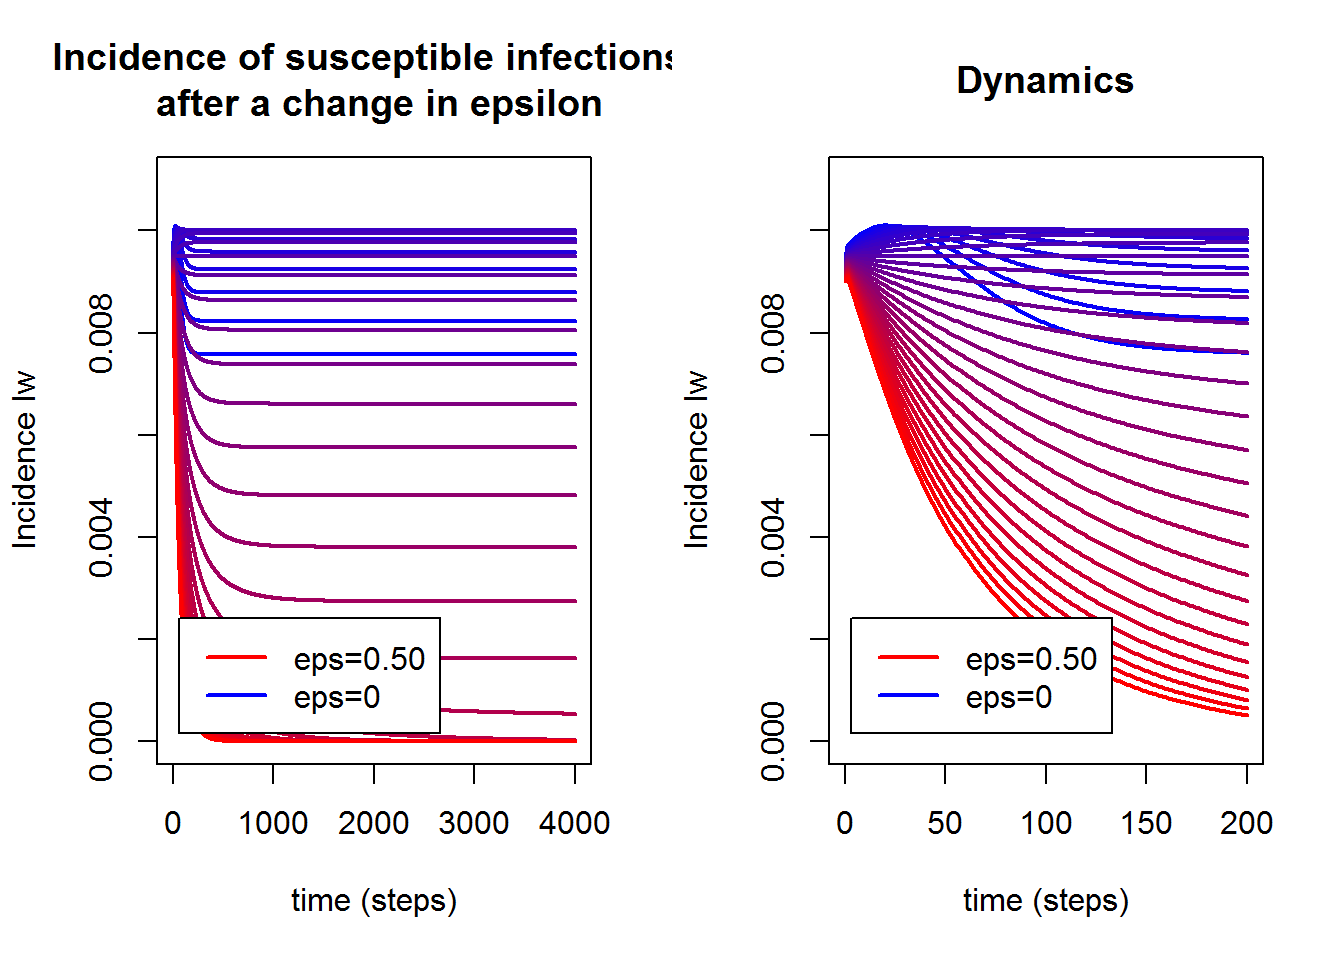 Incidence of susceptible infections
after a change in epsilon
Incidence Iw
0.008
0.004
0.000
eps=0.50
eps=0
0 1000 2000 3000 4000
time (steps)
Dynamics
Incidence Iw
0.008
0.004
0.000
eps=0.50
eps=0
0 50 100 150 200
time (steps)